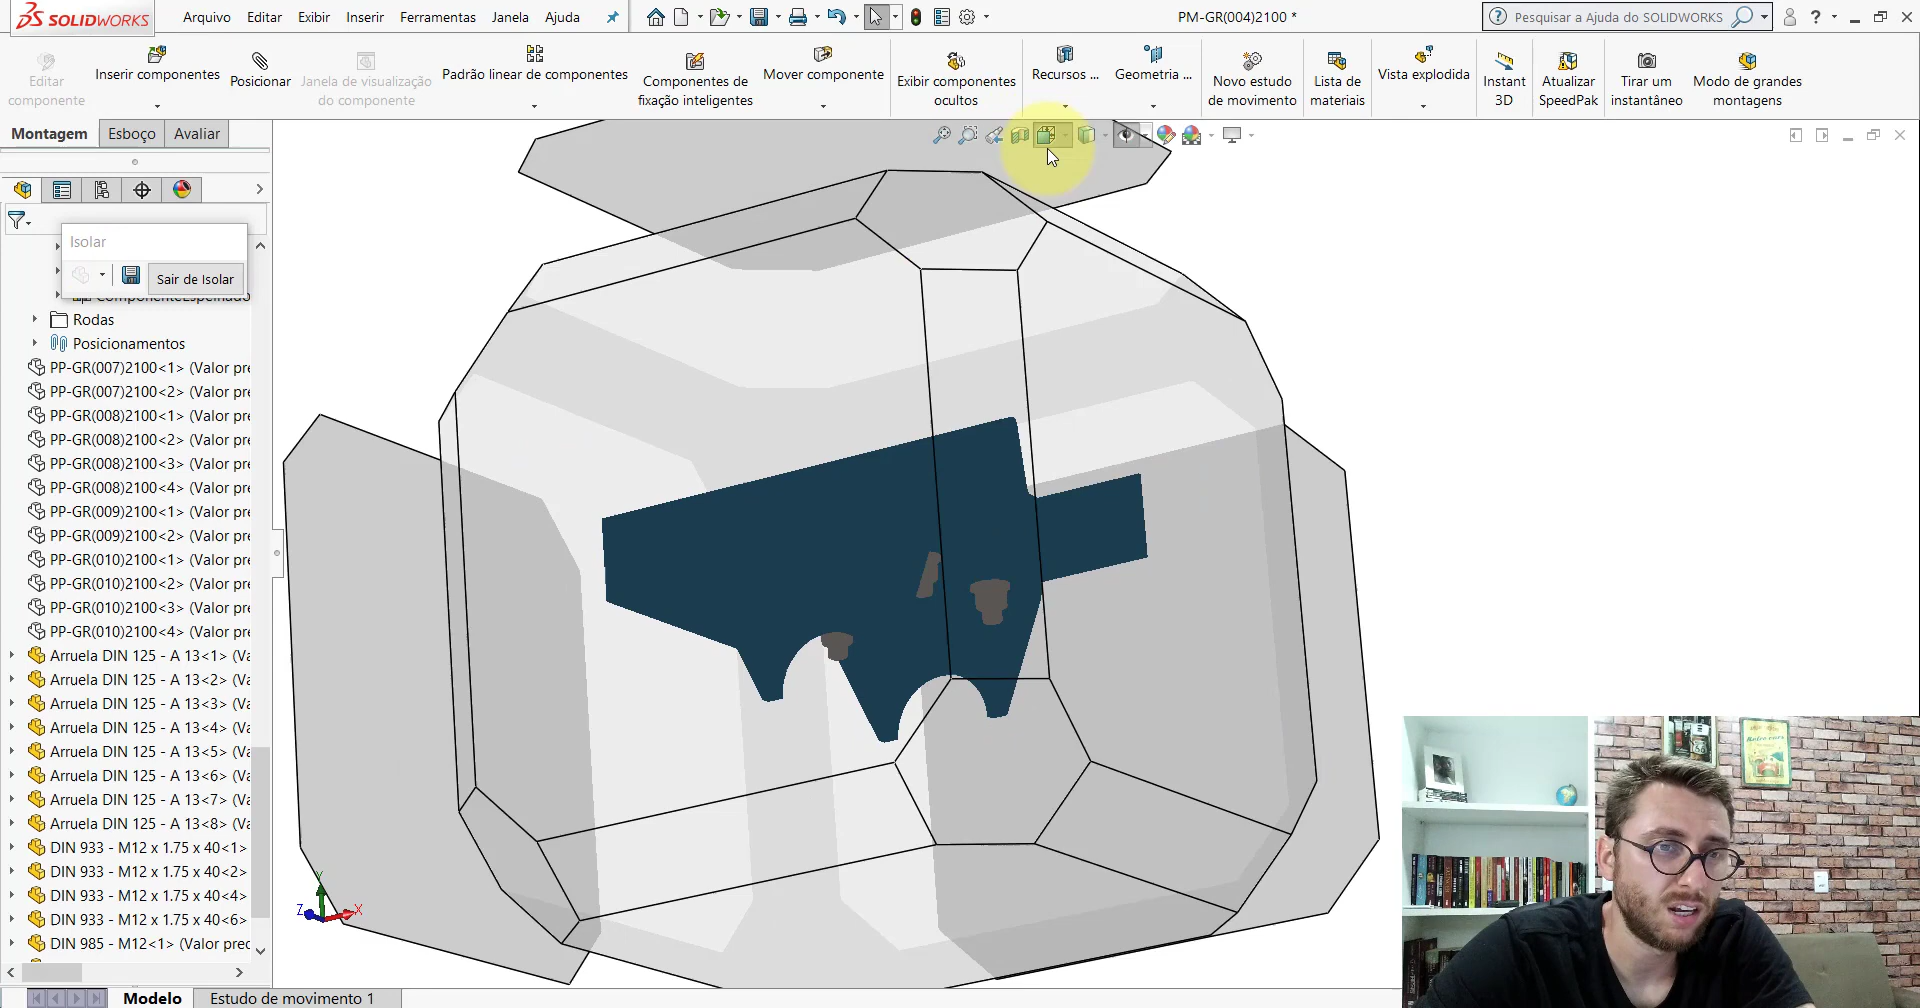 SOLIDWORKS
Arquivo
Editar
Exibir
Inserir
Ferramentas
Janela
Ajuda
PM-GR(004)2100 *
Pesquisar a Ajuda do SOLIDWORKS
Editar
componente
Inserir componentes
Posicionar
Janela de visualização
do componente
Padrão linear de componentes
Componentes de
fixação inteligentes
Mover componente
Exibir componentes
ocultos
Recursos ...
Geometria ...
Novo estudo
de movimento
Lista de
materiais
Vista explodida
Instant
3D
Atualizar
SpeedPak
Tirar um
instantâneo
Modo de grandes
montagens
Montagem
Esboço
Avaliar
Isolar
Sair de Isolar
Rodas
Posicionamentos
PP-GR(007)2100<1> (Valor pre
PP-GR(007)2100<2> (Valor pre
PP-GR(008)2100<1> (Valor pre
PP-GR(008)2100<2> (Valor pre
PP-GR(008)2100<3> (Valor pre
PP-GR(008)2100<4> (Valor pre
PP-GR(009)2100<1> (Valor pre
PP-GR(009)2100<2> (Valor pre
PP-GR(010)2100<1> (Valor pre
PP-GR(010)2100<2> (Valor pre
PP-GR(010)2100<3> (Valor pre
PP-GR(010)2100<4> (Valor pre
Arruela DIN 125 - A 13<1> (Va
Arruela DIN 125 - A 13<2> (Va
Arruela DIN 125 - A 13<3> (Va
Arruela DIN 125 - A 13<4> (Va
Arruela DIN 125 - A 13<5> (Va
Arruela DIN 125 - A 13<6> (Va
Arruela DIN 125 - A 13<7> (Va
Arruela DIN 125 - A 13<8> (Va
DIN 933 - M12 x 1.75 x 40<1>
DIN 933 - M12 x 1.75 x 40<2>
DIN 933 - M12 x 1.75 x 40<4>
DIN 933 - M12 x 1.75 x 40<6>
DIN 985 - M12<1> (Valor pred
Y
Z
X
Modelo
Estudo de movimento 1